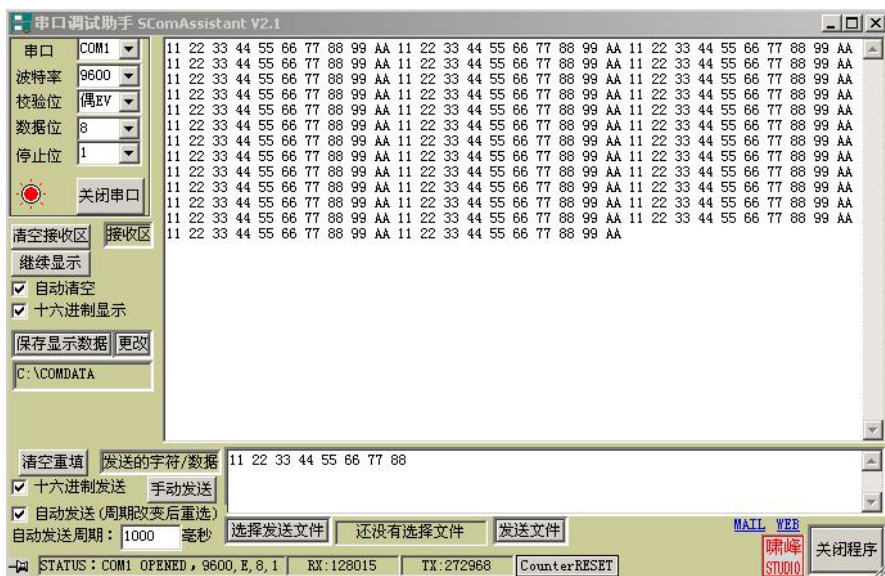 串口调试助手 SComAssistant V2.1
串口 COM1
波特率 9600
校验位 偶EV
数据位 8
停止位 1
关闭串口
清空接收区 接收区
继续显示
自动清空
十六进制显示
保存显示数据 更改
C:\COMDATA
11 22 33 44 55 66 77 88 99 AA 11 22 33 44 55 66 77 88 99 AA 11 22 33 44 55 66 77 88 99 AA
11 22 33 44 55 66 77 88 99 AA 11 22 33 44 55 66 77 88 99 AA 11 22 33 44 55 66 77 88 99 AA
11 22 33 44 55 66 77 88 99 AA 11 22 33 44 55 66 77 88 99 AA 11 22 33 44 55 66 77 88 99 AA
11 22 33 44 55 66 77 88 99 AA 11 22 33 44 55 66 77 88 99 AA 11 22 33 44 55 66 77 88 99 AA
11 22 33 44 55 66 77 88 99 AA 11 22 33 44 55 66 77 88 99 AA 11 22 33 44 55 66 77 88 99 AA
11 22 33 44 55 66 77 88 99 AA 11 22 33 44 55 66 77 88 99 AA 11 22 33 44 55 66 77 88 99 AA
11 22 33 44 55 66 77 88 99 AA 11 22 33 44 55 66 77 88 99 AA 11 22 33 44 55 66 77 88 99 AA
11 22 33 44 55 66 77 88 99 AA 11 22 33 44 55 66 77 88 99 AA 11 22 33 44 55 66 77 88 99 AA
11 22 33 44 55 66 77 88 99 AA 11 22 33 44 55 66 77 88 99 AA 11 22 33 44 55 66 77 88 99 AA
11 22 33 44 55 66 77 88 99 AA 11 22 33 44 55 66 77 88 99 AA 11 22 33 44 55 66 77 88 99 AA
11 22 33 44 55 66 77 88 99 AA 11 22 33 44 55 66 77 88 99 AA 11 22 33 44 55 66 77 88 99 AA
11 22 33 44 55 66 77 88 99 AA 11 22 33 44 55 66 77 88 99 AA 11 22 33 44 55 66 77 88 99 AA
11 22 33 44 55 66 77 88 99 AA 11 22 33 44 55 66 77 88 99 AA
清空重填 发送的字符/数据 11 22 33 44 55 66 77 88
十六进制发送 手动发送
自动发送(周期改变后重选)
自动发送周期: 1000 毫秒 选择发送文件 还没有选择文件 发送文件
MAIL WEB
啸峰
STUDIO
关闭程序
STATUS:COM1 OPENED,9600,E,8,1 RX:128015 TX:272968 CounterRESET